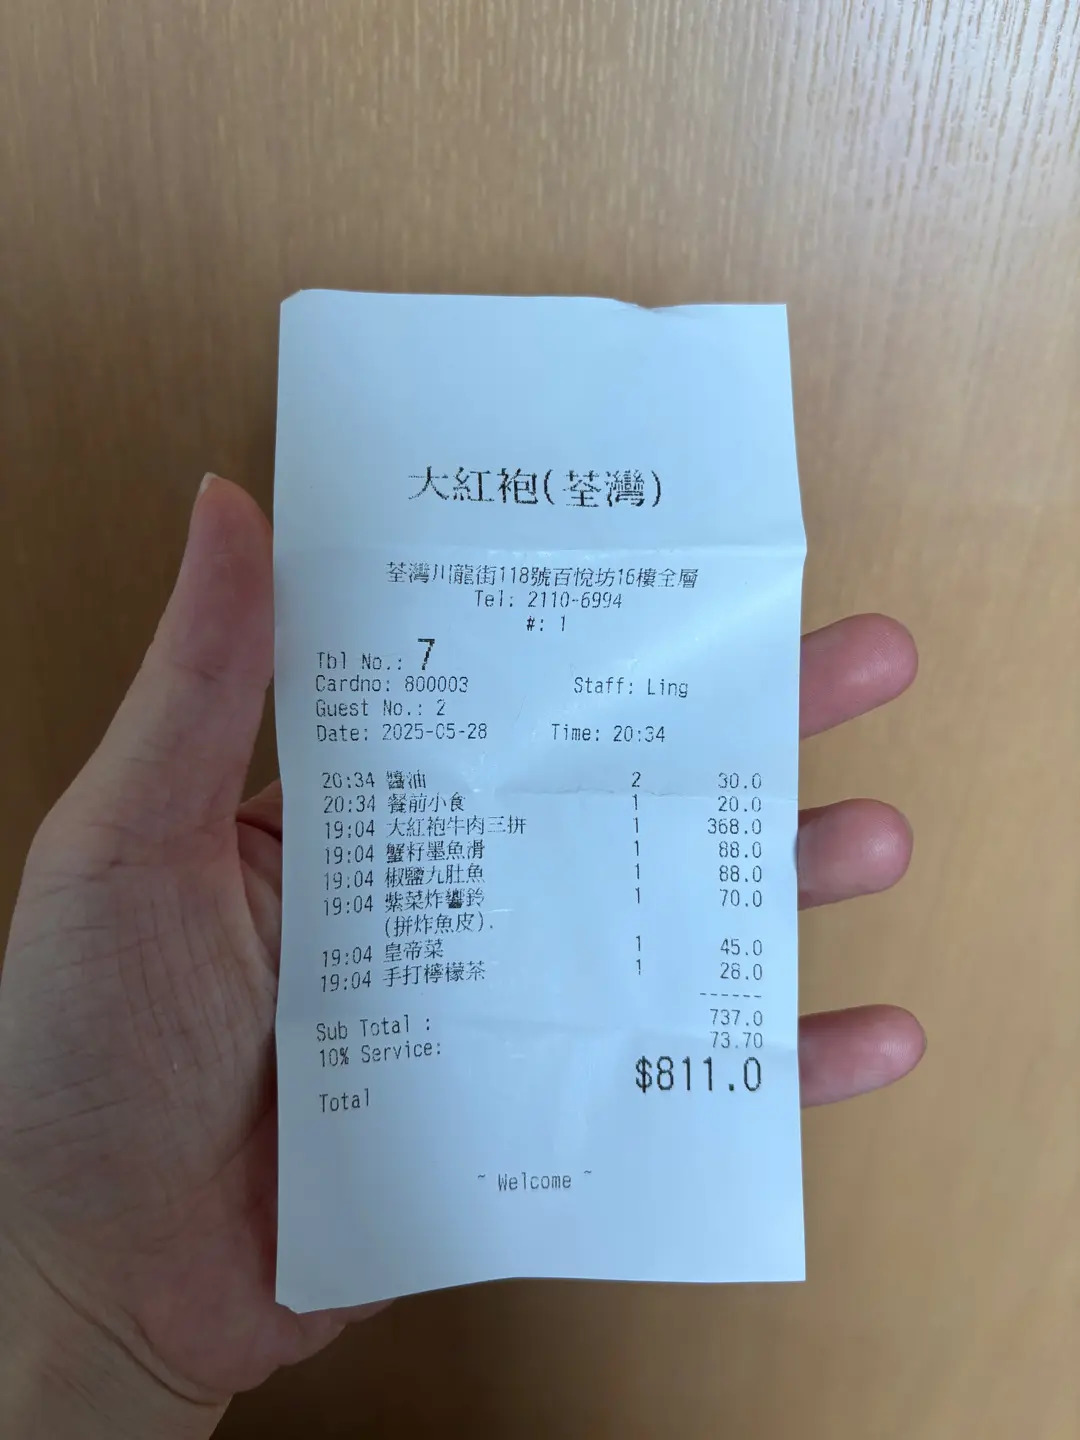 大紅袍(荃灣)
荃灣川龍街118號百悅坊16樓全層
Tel: 2110-6994
#: 1
Tbl No.: 7
Cardno: 800003 Staff: Ling
Guest No.: 2
Date: 2025-05-28 Time: 20:34
20:34 醬油 2 30.0
20:34 餐前小食 1 20.0
19:04 大紅袍牛肉三拼 1 368.0
19:04 蟹籽墨魚滑 1 88.0
19:04 椒鹽九肚魚 1 88.0
19:04 紫菜炸響鈴 1 70.0
(拼炸魚皮).
19:04 皇帝菜 1 45.0
19:04 手打檸檬茶 1 28.0
------
Sub Total : 737.0
10% Service: 73.70
Total $811.0
~ Welcome ~